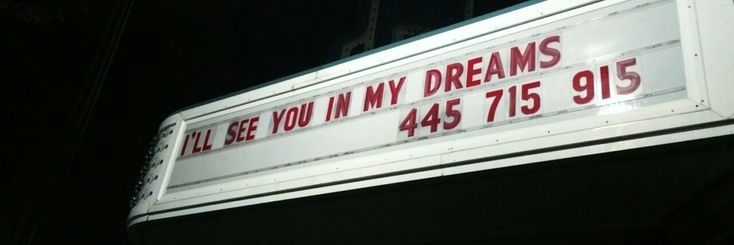 I'LL SEE YOU IN MY DREAMS
445 715 915